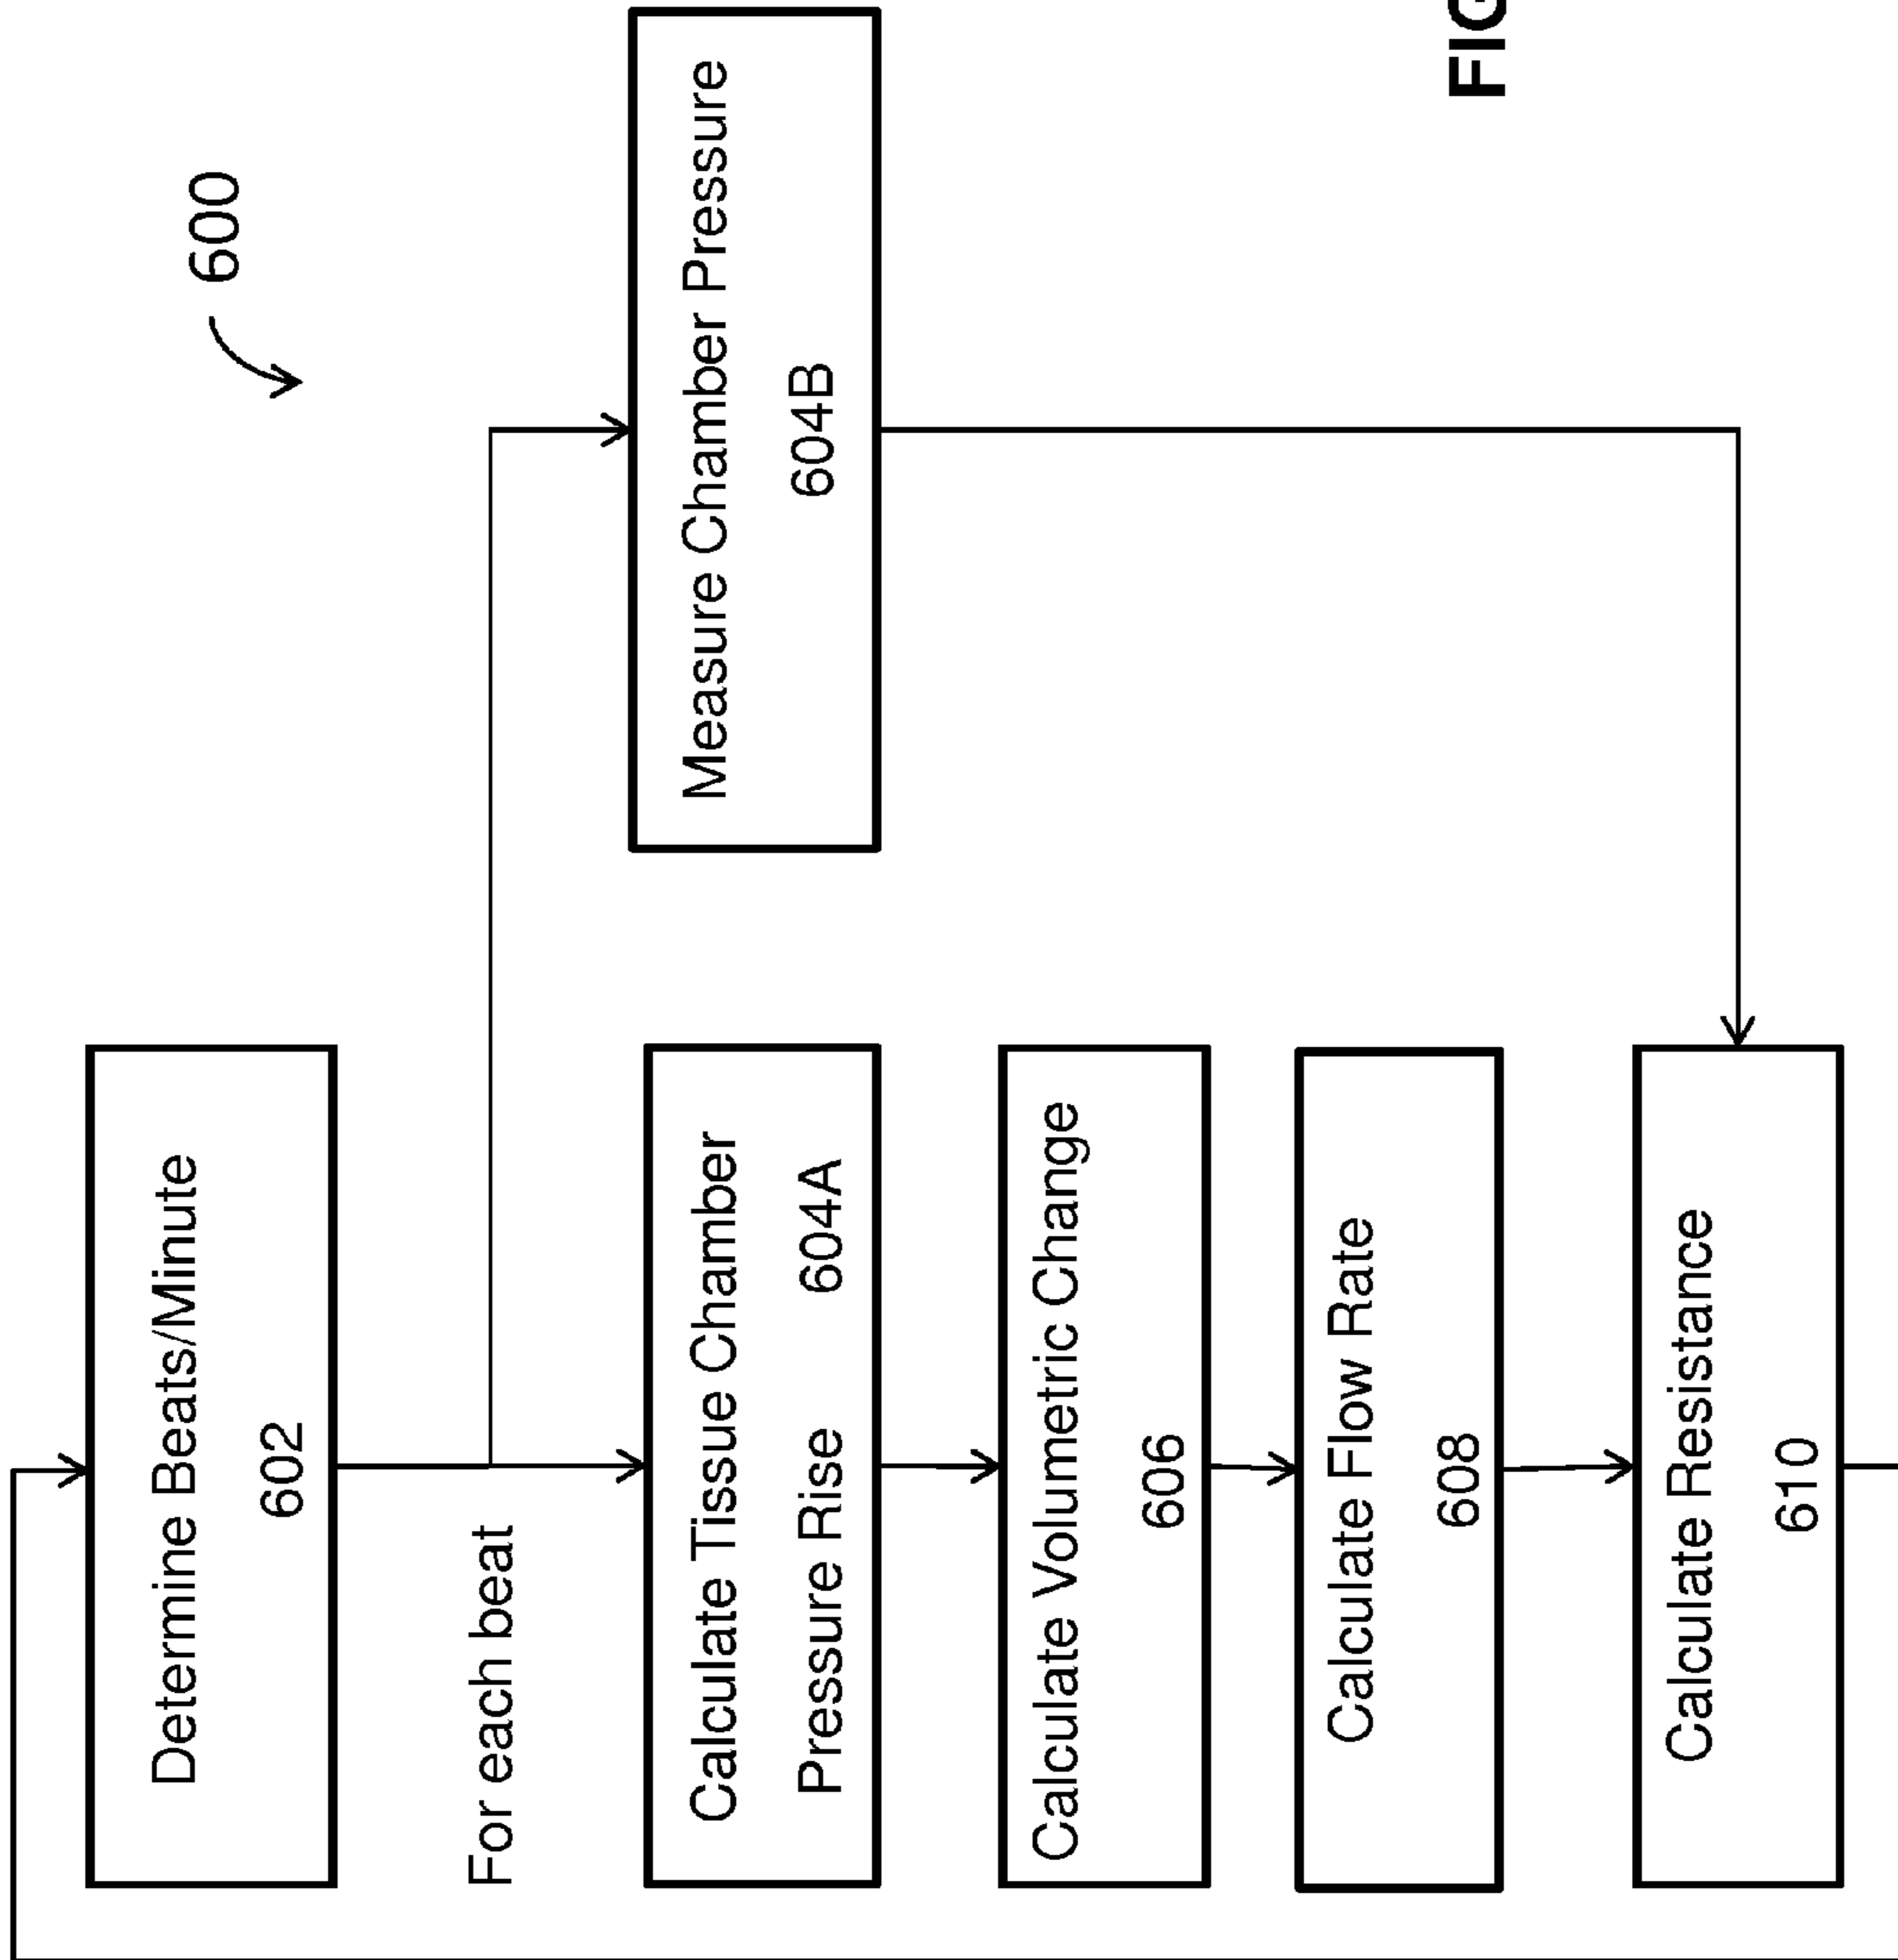 600
Determine Beats/Minute
602
For each beat
Calculate Tissue Chamber
Pressure Rise 604A
Measure Chamber Pressure
604B
Calculate Volumetric Change
606
Calculate Flow Rate
608
Calculate Resistance
610
FIG